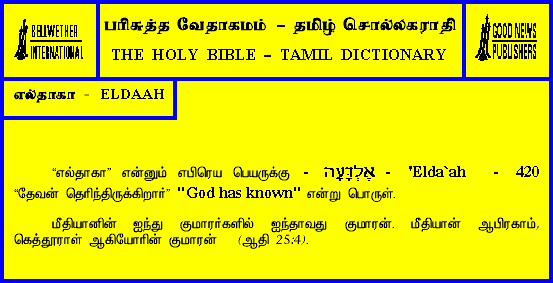 BELLWETHER
INTERNATIONAL
பரிசுத்த வேதாகமம் – தமிழ் சொல்லகராதி
THE HOLY BIBLE – TAMIL DICTIONARY
GOOD NEWS
PUBLISHERS
எல்தாகா - ELDAAH
“எல்தாகா” என்னும் எபிரெய பெயருக்கு - אֶלְדָּעָה - 'Elda`ah - 420
“தேவன் தெரிந்திருக்கிறார்” "God has known" என்று பொருள்.
மீதியானின் ஐந்து குமாரர்களில் ஐந்தாவது குமாரன். மீதியான் ஆபிரகாம்,
கெத்தூராள் ஆகியோரின் குமாரன் (ஆதி 25:4).